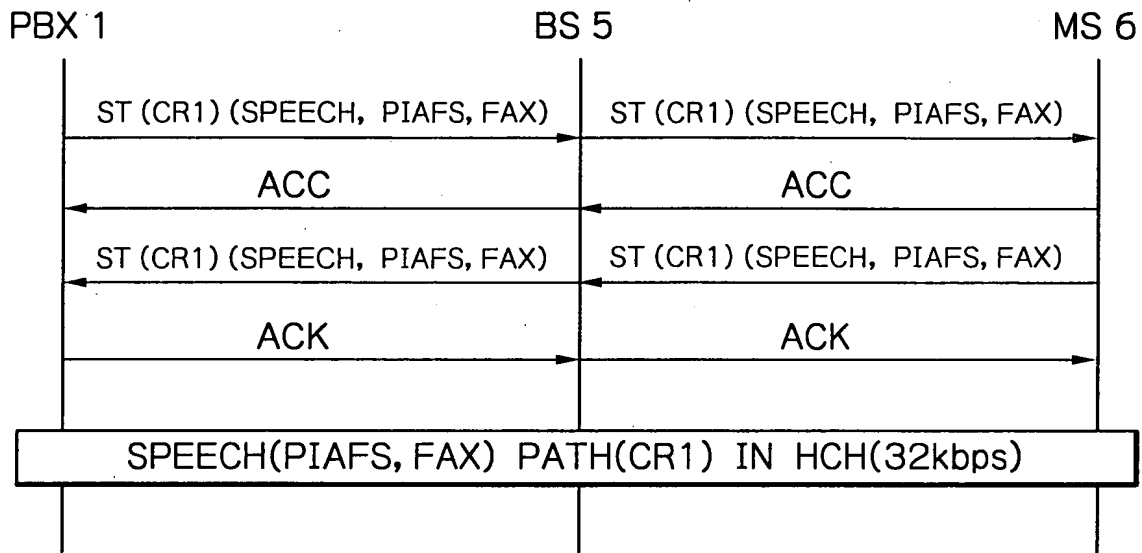 PBX 1 BS 5 MS 6
ST (CR1) (SPEECH, PIAFS, FAX) ST (CR1) (SPEECH, PIAFS, FAX)
ACC ACC
ST (CR1) (SPEECH, PIAFS, FAX) ST (CR1) (SPEECH, PIAFS, FAX)
ACK ACK
SPEECH(PIAFS, FAX) PATH(CR1) IN HCH(32kbps)